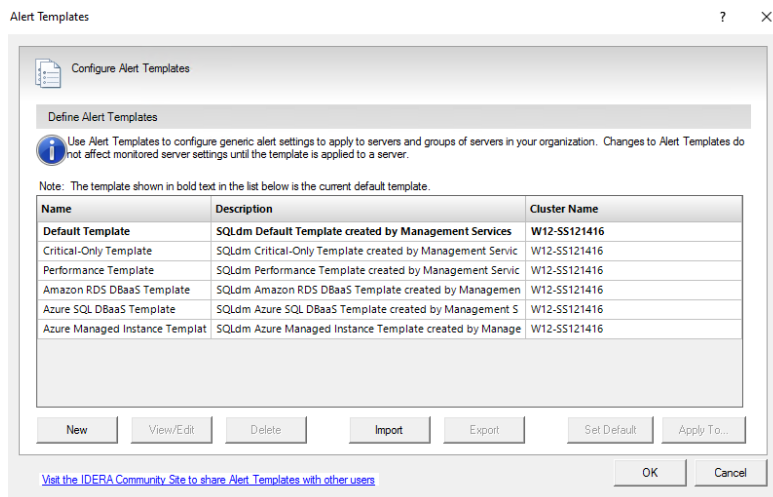 Alert Templates
?
Configure Alert Templates
Define Alert Templates
Use Alert Templates to configure generic alert settings to apply to servers and groups of servers in your organization. Changes to Alert Templates do
not affect monitored server settings until the template is applied to a server.
Note: The template shown in bold text in the list below is the current default template.
Name Description Cluster Name
Default Template SQLdm Default Template created by Management Services W12-SS121416
Critical-Only Template SQLdm Critical-Only Template created by Management Servic W12-SS121416
Performance Template SQLdm Performance Template created by Management Servic W12-SS121416
Amazon RDS DBaaS Template SQLdm Amazon RDS DBaaS Template created by Managemen W12-SS121416
Azure SQL DBaaS Template SQLdm Azure SQL DBaaS Template created by Management S W12-SS121416
Azure Managed Instance Templat SQLdm Azure Managed Instance Template created by Manage W12-SS121416
New View/Edit Delete Import Export Set Default Apply To...
Visit the IDERA Community Site to share Alert Templates with other users
OK Cancel